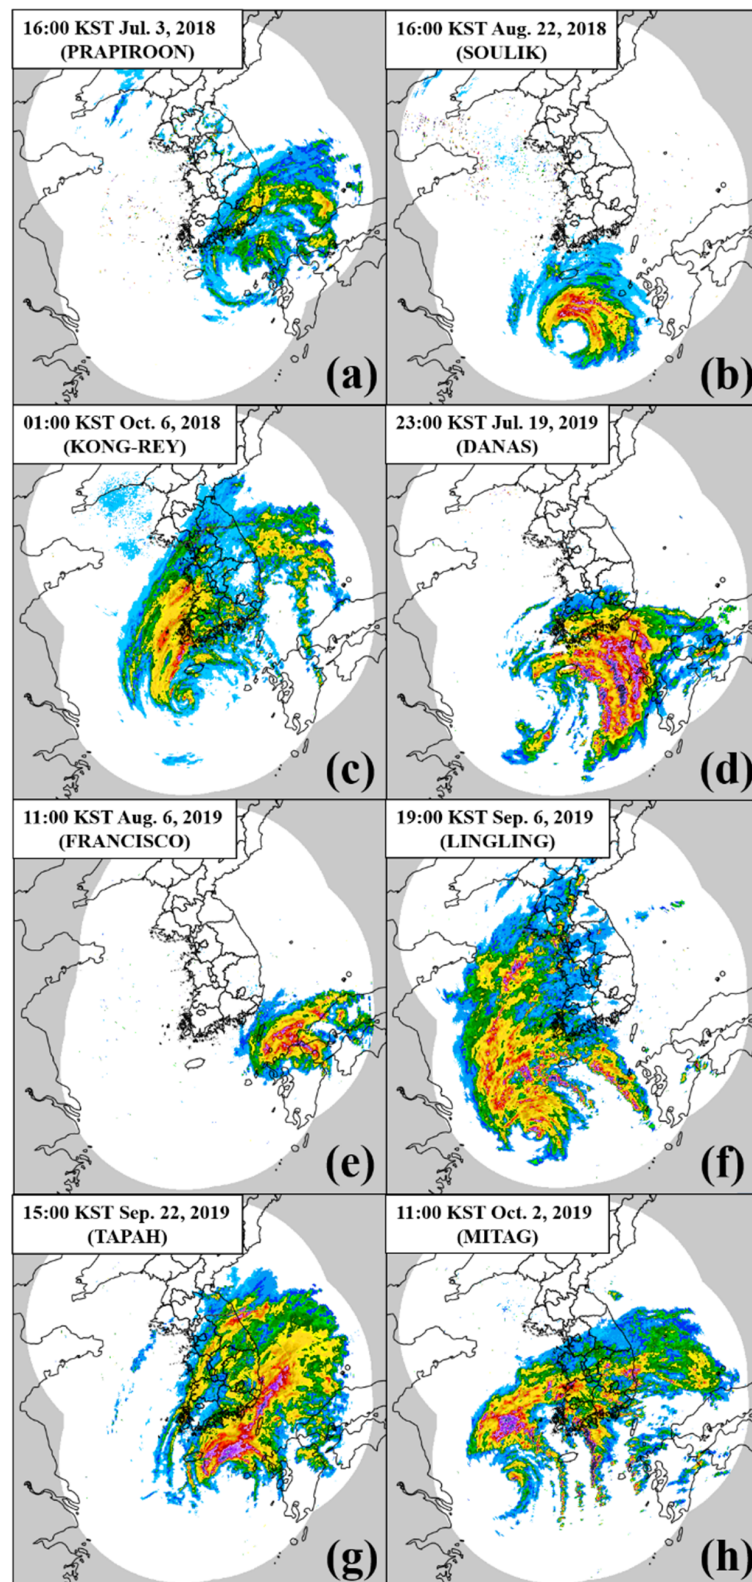 16:00 KST Jul. 3, 2018
(PRAPIROON)
(a)
16:00 KST Aug. 22, 2018
(SOULIK)
(b)
01:00 KST Oct. 6, 2018
(KONG-REY)
(c)
23:00 KST Jul. 19, 2019
(DANAS)
(d)
11:00 KST Aug. 6, 2019
(FRANCISCO)
(e)
19:00 KST Sep. 6, 2019
(LINGLING)
(f)
15:00 KST Sep. 22, 2019
(TAPAH)
(g)
11:00 KST Oct. 2, 2019
(MITAG)
(h)